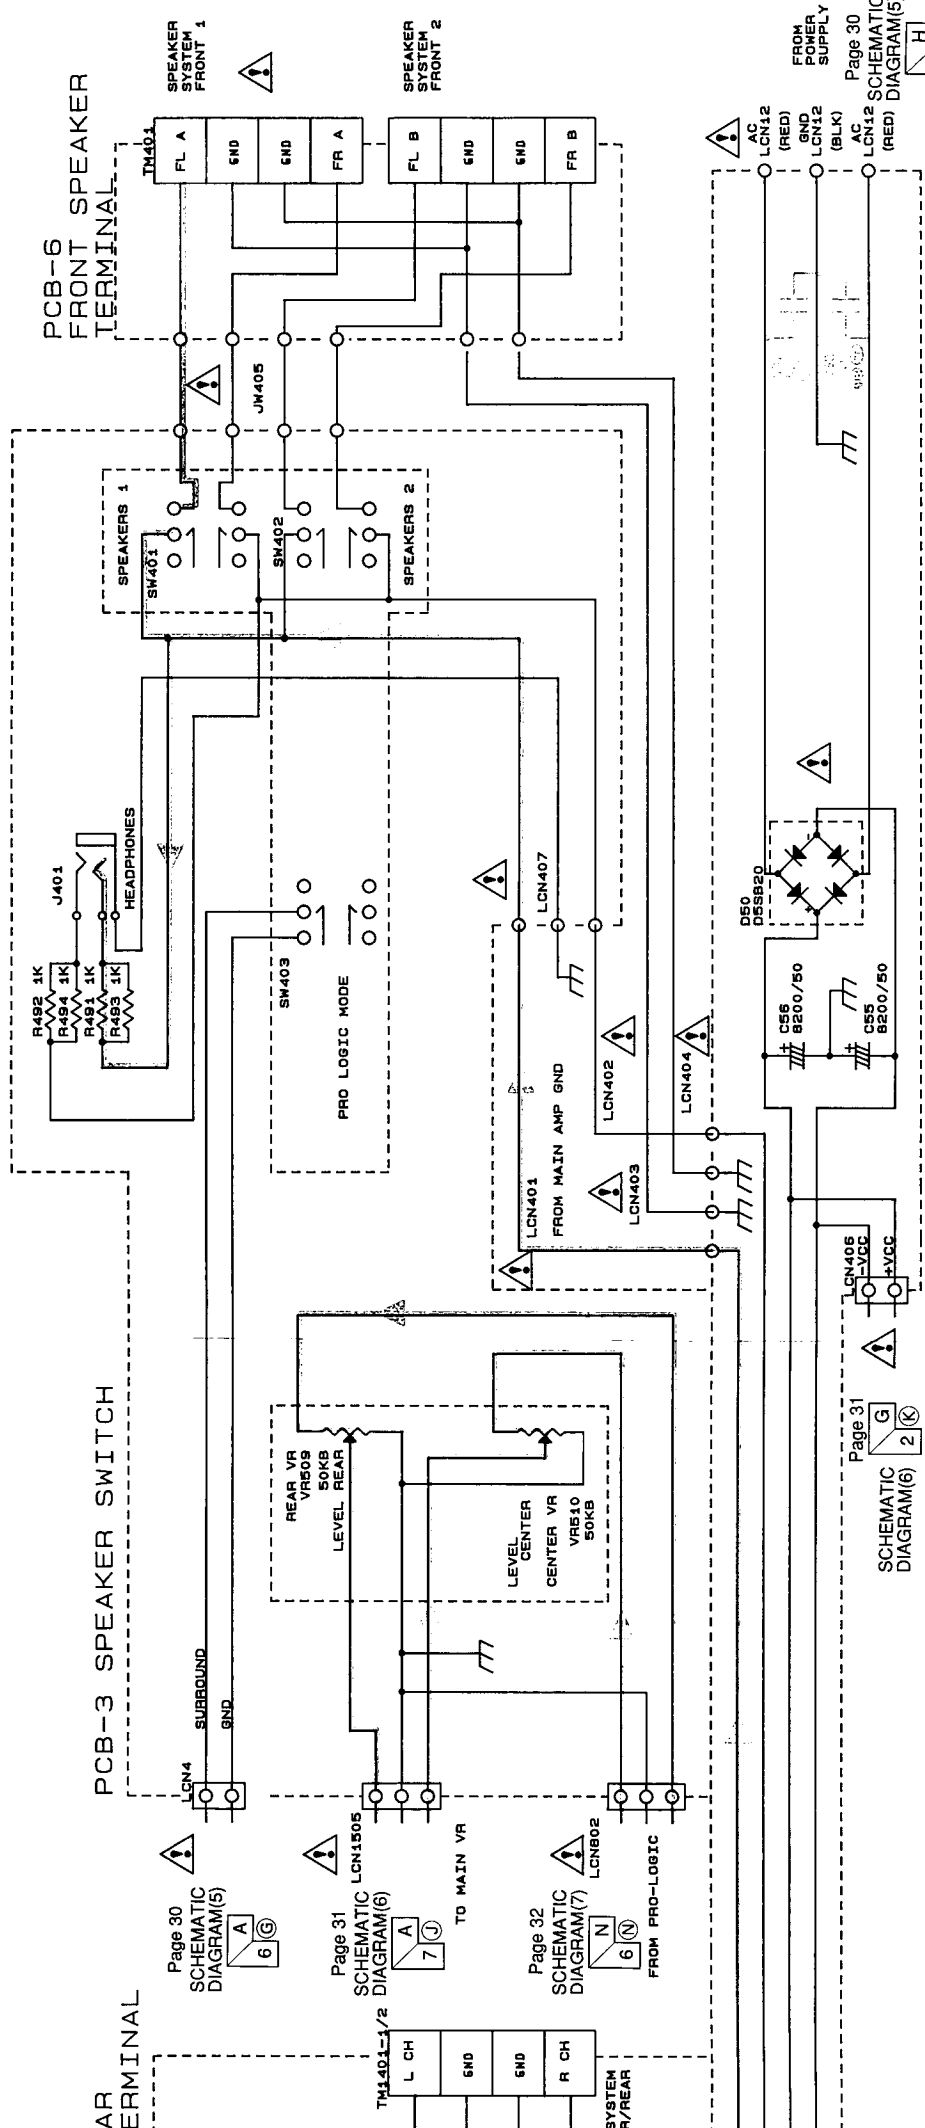 PCB-6
FRONT SPEAKER
TERMINAL
TM401
FL A
GND
GND
FR A
SPEAKER
SYSTEM
FRONT 1
FL B
GND
GND
FR B
SPEAKER
SYSTEM
FRONT 2
FROM
POWER
SUPPLY
Page 30
SCHEMATIC
DIAGRAM(5)
H
AC
LCN12
(RED)
GND
LCN12
(BLK)
AC
LCN12
(RED)
JW405
SPEAKERS 1
SW401
SW402
SPEAKERS 2
J401
HEADPHONES
R492 1K
R494 1K
R491 1K
R493 1K
SW403
PRO LOGIC MODE
LCN407
LCN401
FROM MAIN AMP GND
LCN402
LCN403
LCN404
D50
D5SB20
C56
8200/50
C55
8200/50
+
-
+
+
LCN406
-VCC
+VCC
Page 31
G
2
K
SCHEMATIC
DIAGRAM(6)
PCB-3 SPEAKER SWITCH
REAR VR
VR509
50KB
LEVEL REAR
LEVEL
CENTER
CENTER VR
VR510
50KB
SURROUND
GND
LCN4
Page 30
SCHEMATIC
DIAGRAM(5)
A
6
G
LCN1505
Page 31
SCHEMATIC
DIAGRAM(6)
A
7
J
TO MAIN VR
LCN802
Page 32
SCHEMATIC
DIAGRAM(7)
N
6
N
FROM PRO-LOGIC
AR
ERMINAL
TM1401-1/2
L CH
GND
GND
R CH
SYSTEM
R/REAR